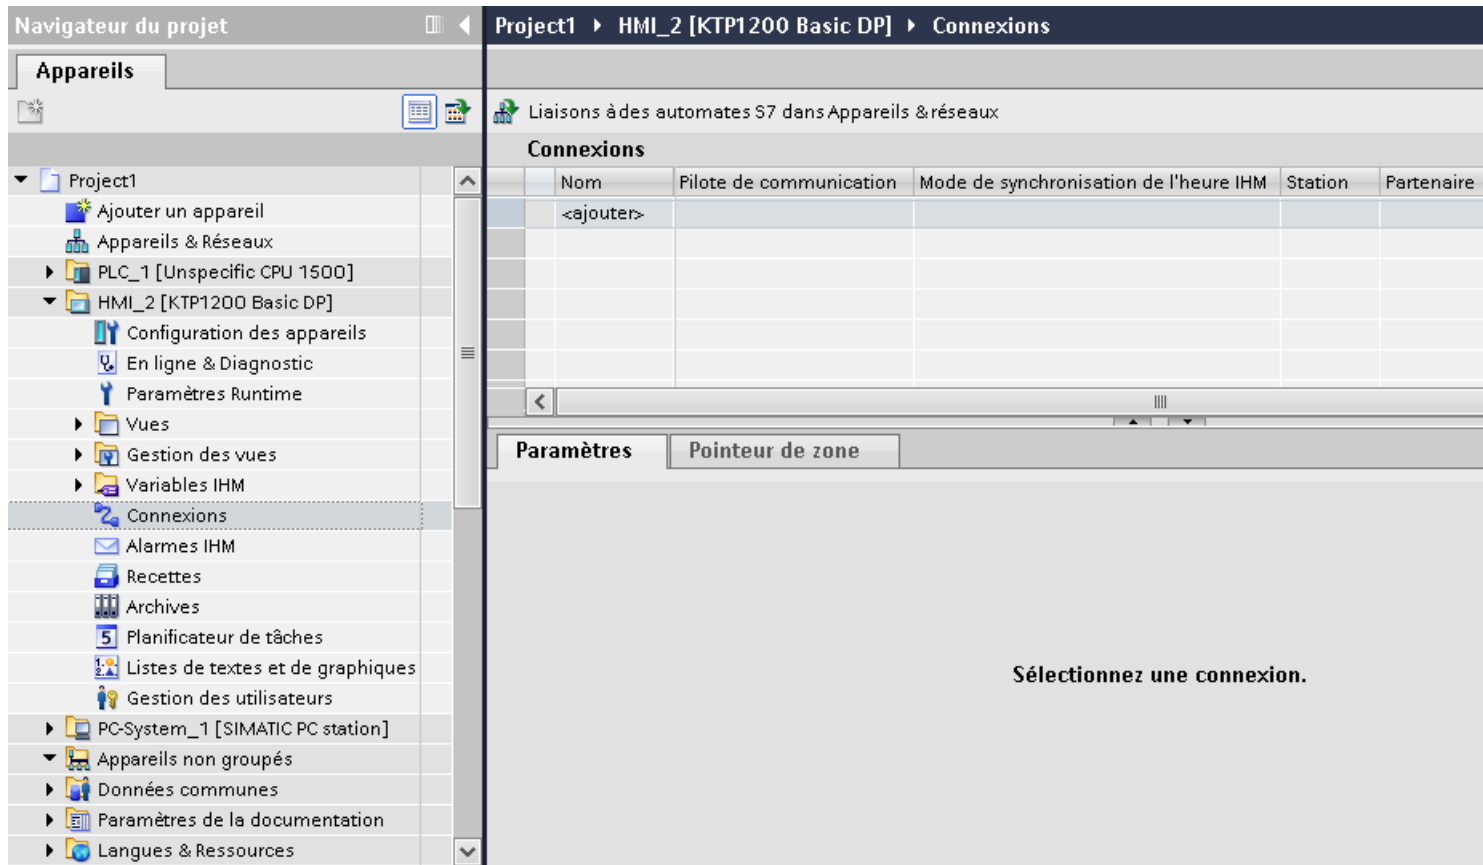 Navigateur du projet
Project1 HMI_2 [KTP1200 Basic DP] Connexions
Appareils
Liaisons à des automates S7 dans Appareils & réseaux
Connexions
Nom Pilote de communication Mode de synchronisation de l'heure IHM Station Partenaire
<ajouter>
Project1
Ajouter un appareil
Appareils & Réseaux
PLC_1 [Unspecific CPU 1500]
HMI_2 [KTP1200 Basic DP]
Configuration des appareils
En ligne & Diagnostic
Paramètres Runtime
Vues
Gestion des vues
Variables IHM
Connexions
Alarmes IHM
Recettes
Archives
Planificateur de tâches
Listes de textes et de graphiques
Gestion des utilisateurs
PC-System_1 [SIMATIC PC station]
Appareils non groupés
Données communes
Paramètres de la documentation
Langues & Ressources
Paramètres Pointeur de zone
Sélectionnez une connexion.